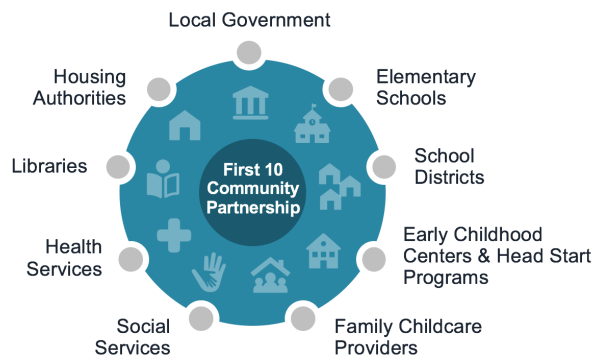 Local Government
Housing
Authorities
Elementary
Schools
Libraries
School
Districts
First 10
Community
Partnership
Health
Services
Early Childhood
Centers & Head Start
Programs
Social
Services
Family Childcare
Providers